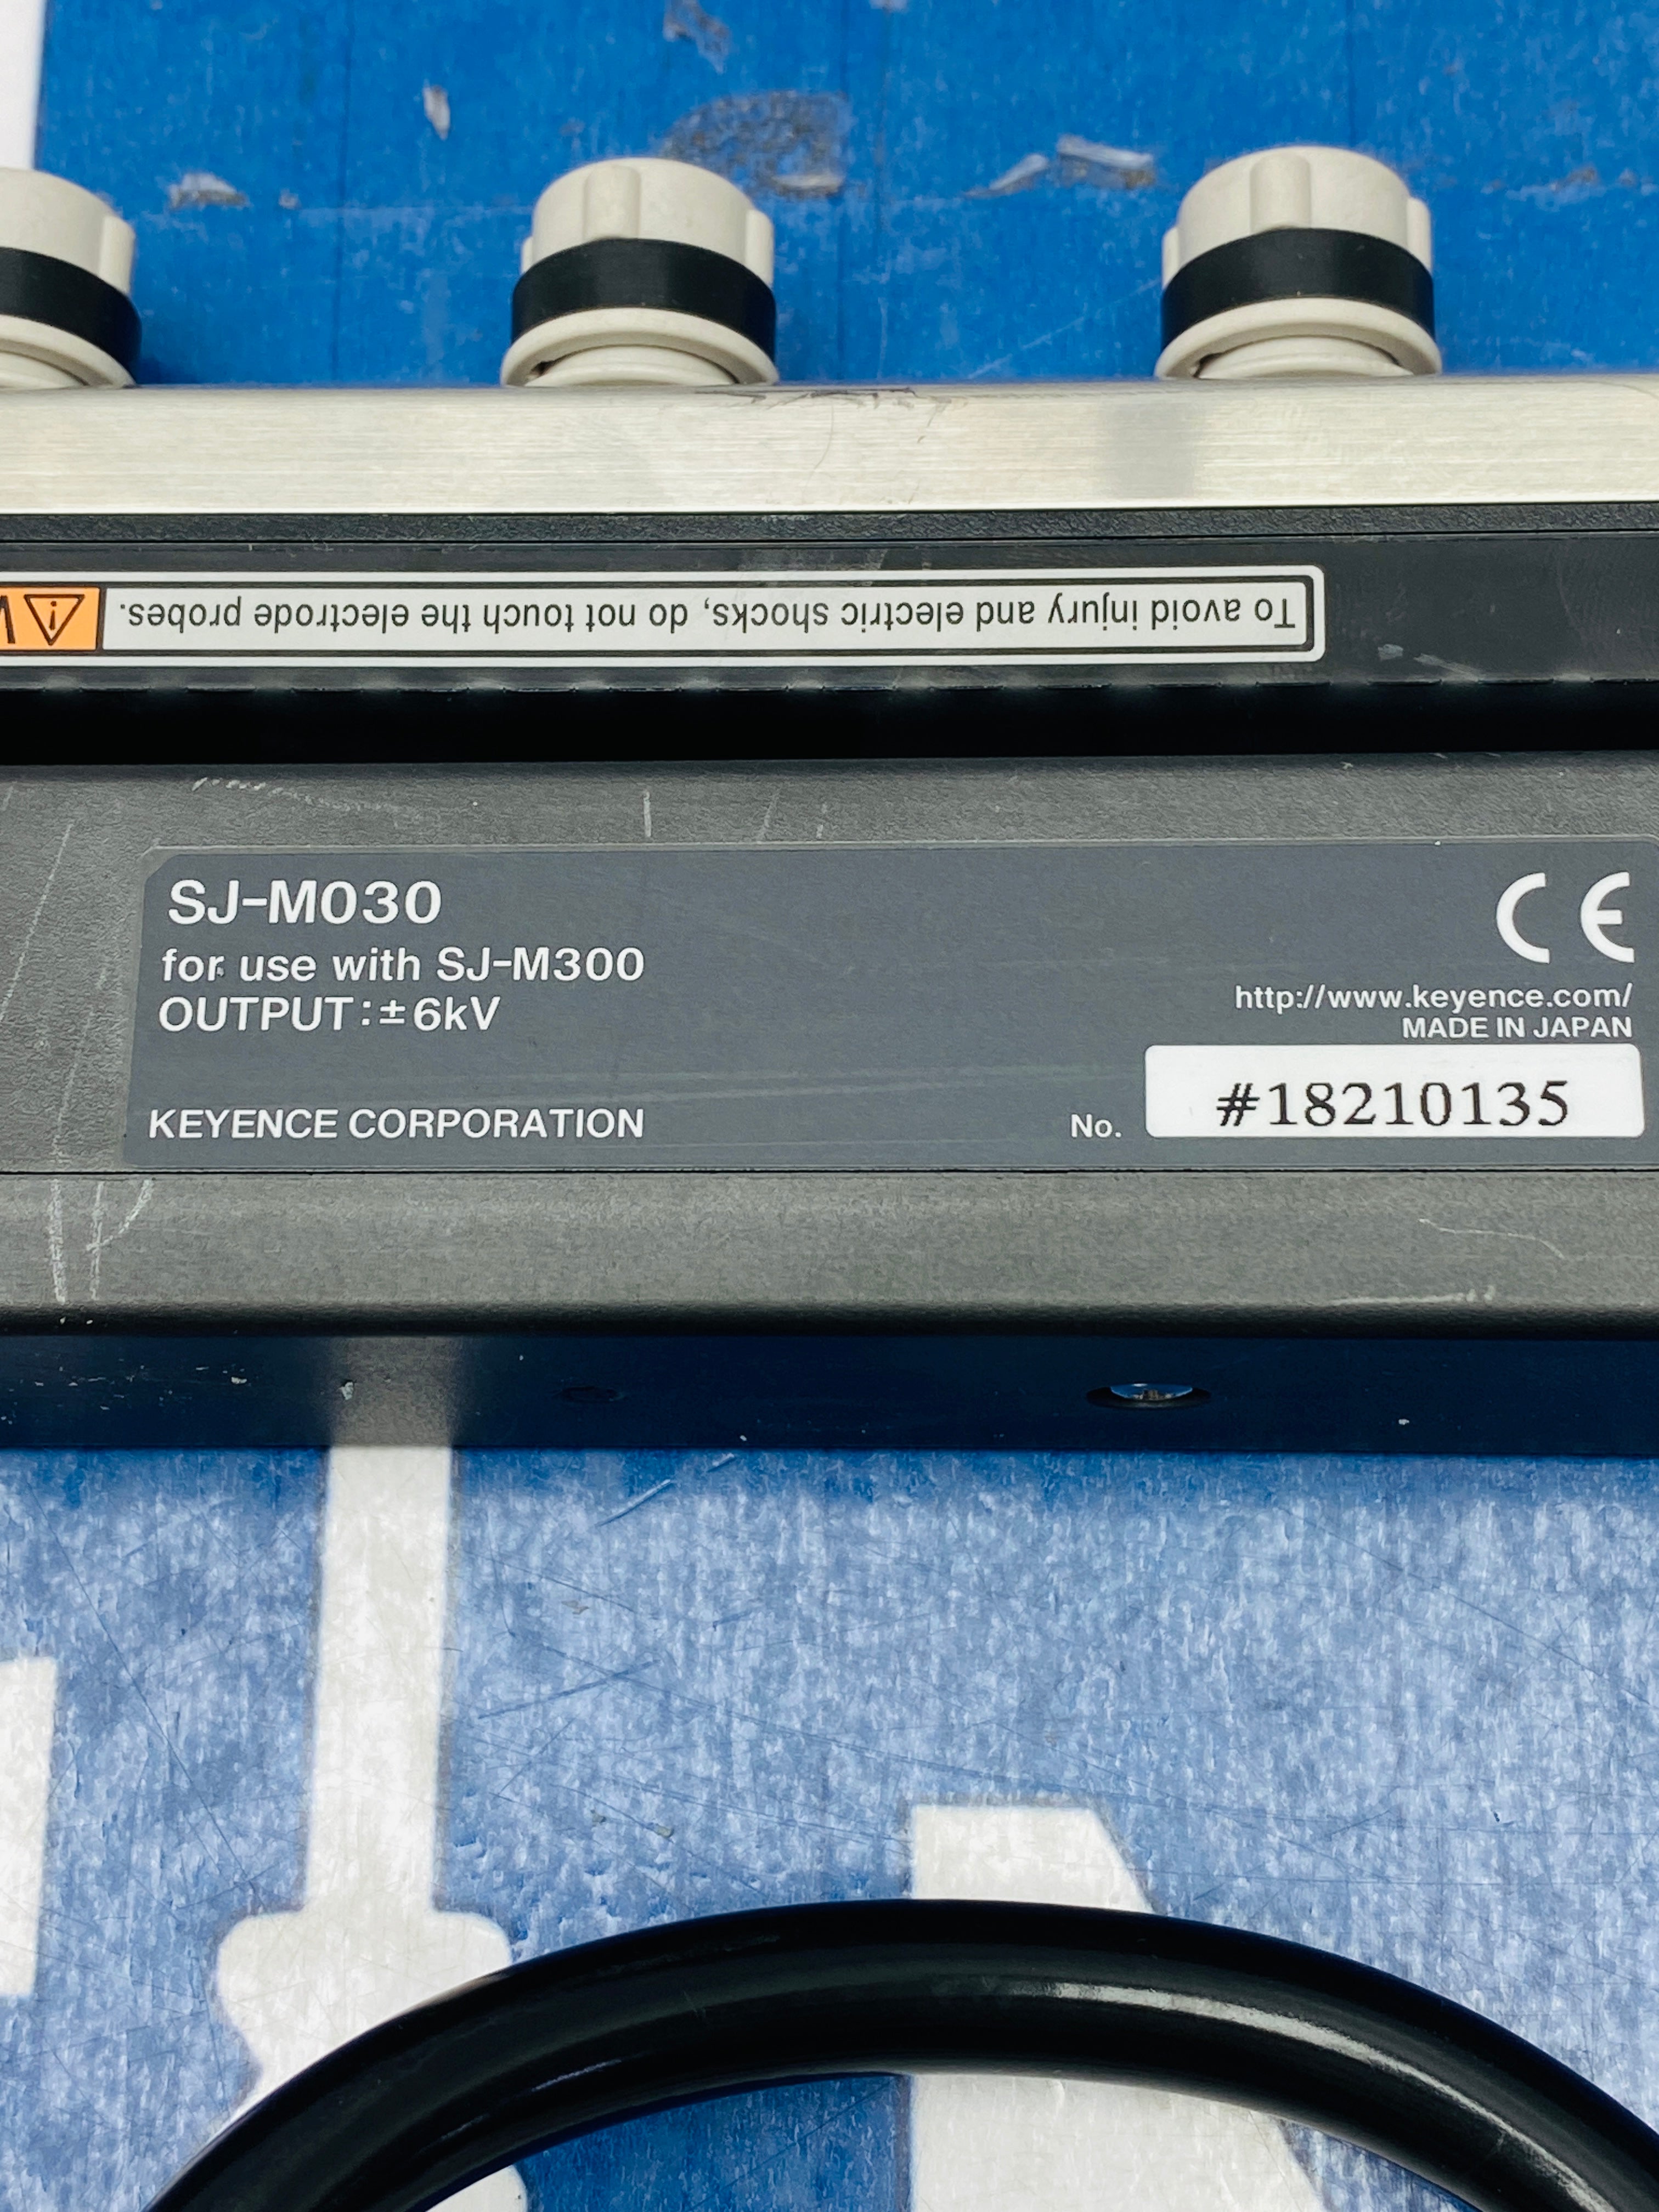 To avoid injury and electric shocks, do not touch the electrode probes.
SJ-M030
for use with SJ-M300
OUTPUT:±6kV
KEYENCE CORPORATION
CE
http://www.keyence.com/
MADE IN JAPAN
No. #18210135